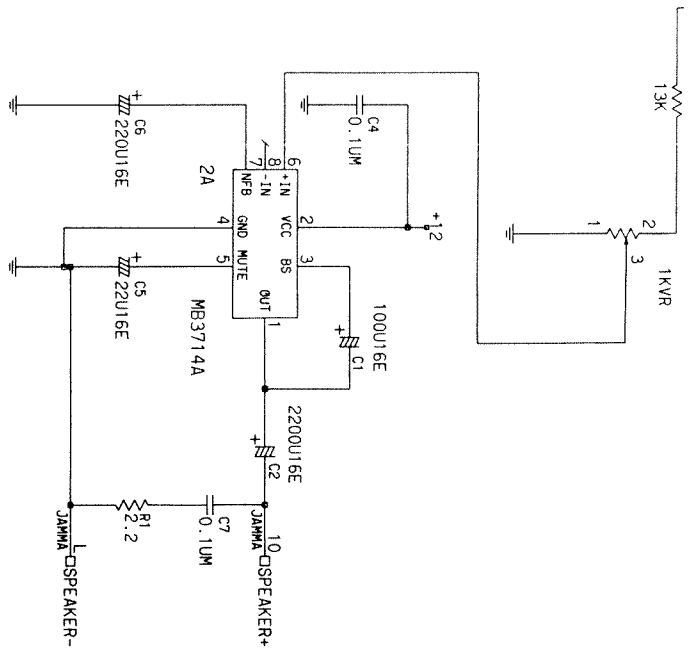 13K
2
1
3
1KVR
C4
0.1UM
+12
+
C6
220U16E
2A
7
8
6
NFB
-IN
+IN
4
GND
VCC
2
5
MUTE
BS
3
OUT
1
MB3714A
+
C5
22U16E
100U16E
+
C1
2200U16E
+
C2
R1
2.2
C7
0.1UM
JAMMA
L
SPEAKER-
JAMMA
10
SPEAKER+